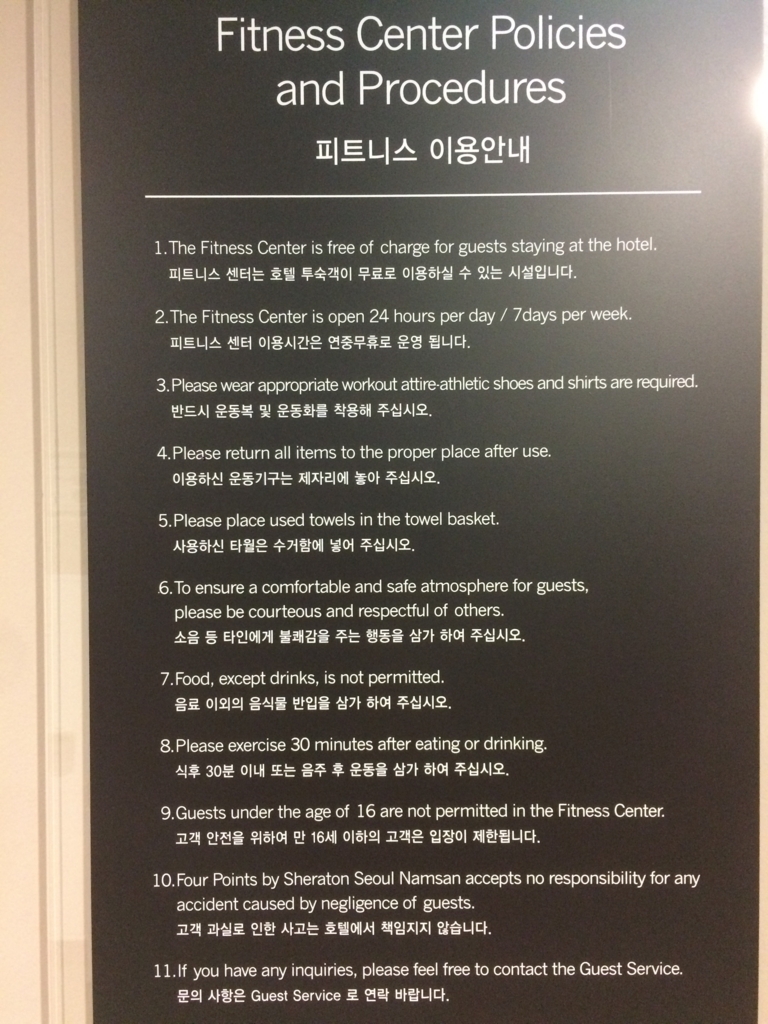 Fitness Center Policies
and Procedures
피트니스 이용안내
1.The Fitness Center is free of charge for guests staying at the hotel.
피트니스 센터는 호텔 투숙객이 무료로 이용하실 수 있는 시설입니다.
2.The Fitness Center is open 24 hours per day / 7days per week.
피트니스 센터 이용시간은 연중무휴로 운영 됩니다.
3.Please wear appropriate workout attire-athletic shoes and shirts are required.
반드시 운동복 및 운동화를 착용해 주십시오.
4.Please return all items to the proper place after use.
이용하신 운동기구는 제자리에 놓아 주십시오.
5.Please place used towels in the towel basket.
사용하신 타월은 수거함에 넣어 주십시오.
6.To ensure a comfortable and safe atmosphere for guests,
please be courteous and respectful of others.
소음 등 타인에게 불쾌감을 주는 행동을 삼가 하여 주십시오.
7.Food, except drinks, is not permitted.
음료 이외의 음식물 반입을 삼가 하여 주십시오.
8.Please exercise 30 minutes after eating or drinking.
식후 30분 이내 또는 음주 후 운동을 삼가 하여 주십시오.
9.Guests under the age of 16 are not permitted in the Fitness Center.
고객 안전을 위하여 만 16세 이하의 고객은 입장이 제한됩니다.
10.Four Points by Sheraton Seoul Namsan accepts no responsibility for any
accident caused by negligence of guests.
고객 과실로 인한 사고는 호텔에서 책임지지 않습니다.
11.If you have any inquiries, please feel free to contact the Guest Service.
문의 사항은 Guest Service 로 연락 바랍니다.